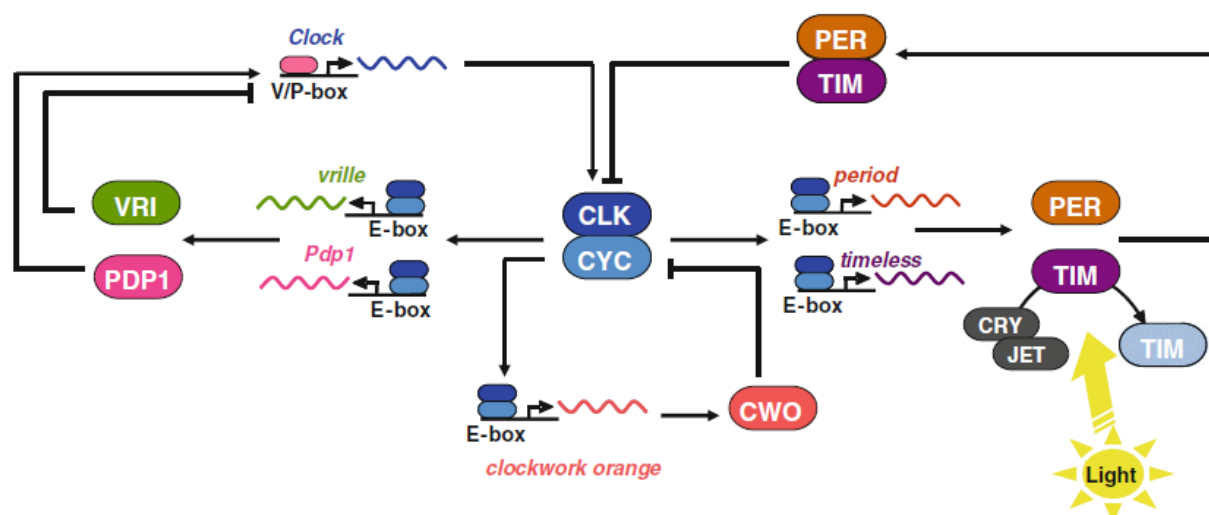 Clock
V/P-box
PER
TIM
vrille
E-box
Pdp1
E-box
VRI
PDP1
CLK
CYC
period
E-box
timeless
E-box
PER
TIM
CRY
JET
TIM
E-box
clockwork orange
CWO
Light